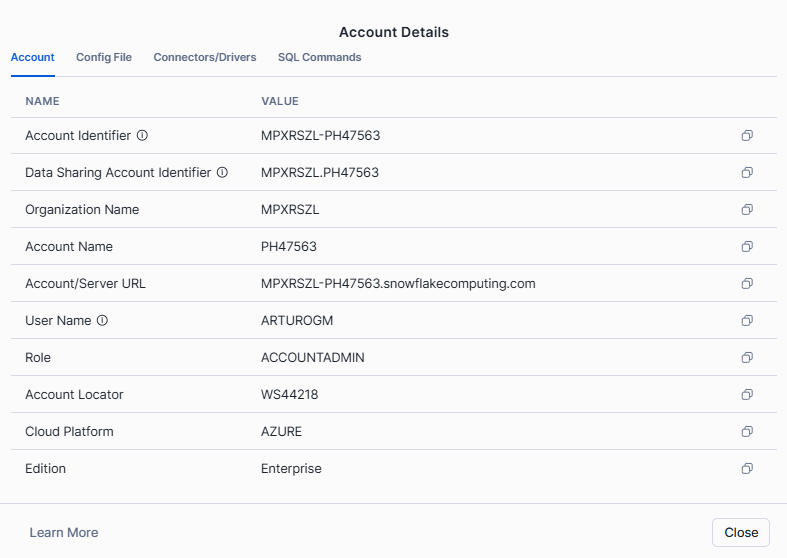 Account Details
Account Config File Connectors/Drivers SQL Commands
NAME VALUE
Account Identifier MPXRSZL-PH47563
Data Sharing Account Identifier MPXRSZL.PH47563
Organization Name MPXRSZL
Account Name PH47563
Account/Server URL MPXRSZL-PH47563.snowflakecomputing.com
User Name ARTUROGM
Role ACCOUNTADMIN
Account Locator WS44218
Cloud Platform AZURE
Edition Enterprise
Learn More Close